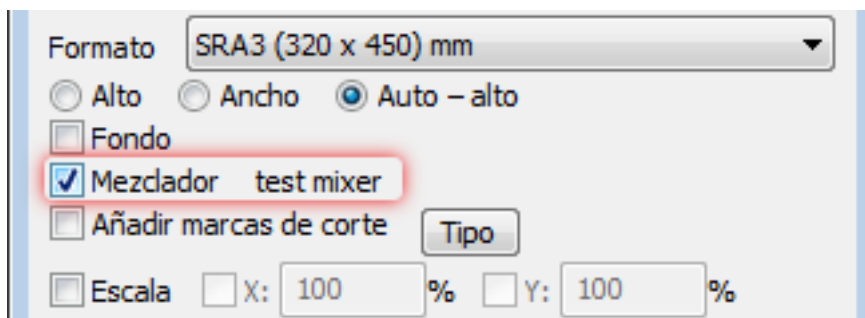 Formato SRA3 (320 x 450) mm
Alto Ancho Auto – alto
Fondo
Mezclador test mixer
Añadir marcas de corte Tipo
Escala X: 100 % Y: 100 %